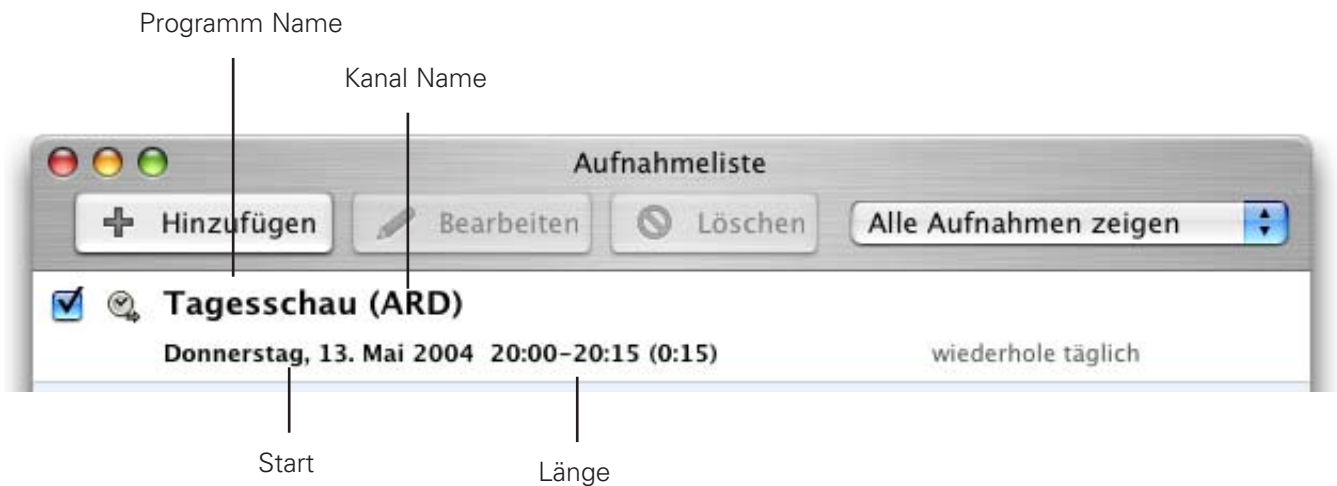 Programm Name
Kanal Name
Aufnahmeliste
Hinzufügen Bearbeiten Löschen Alle Aufnahmen zeigen
Tagesschau (ARD)
Donnerstag, 13. Mai 2004 20:00–20:15 (0:15) wiederhole täglich
Start
Länge